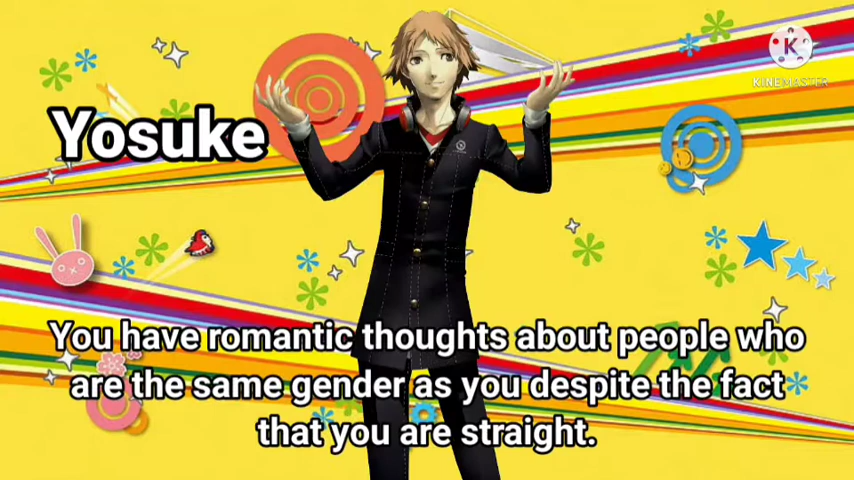 K
KINEMASTER
Yosuke
You have romantic thoughts about people who
are the same gender as you despite the fact
that you are straight.